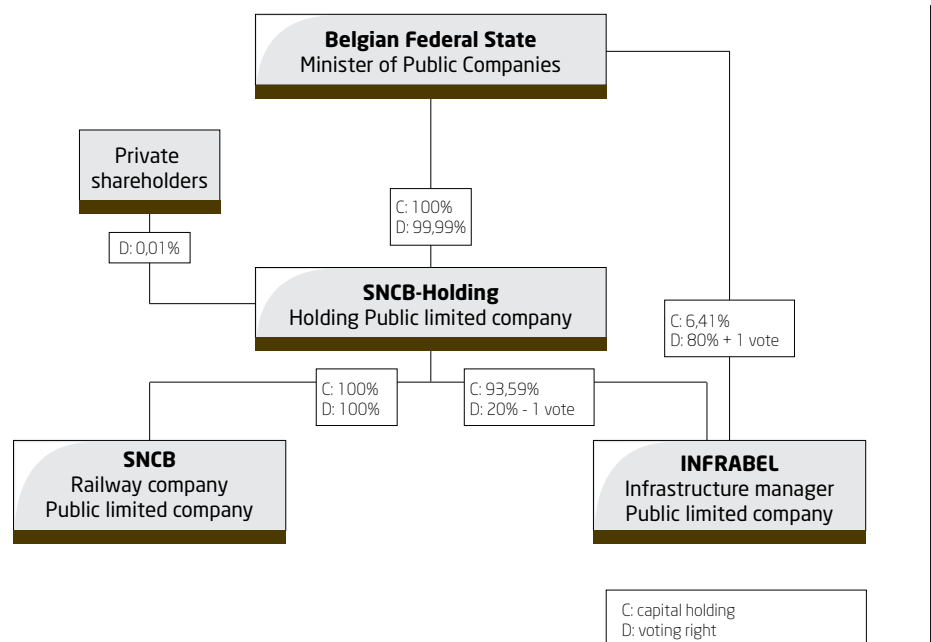 Belgian Federal State
Minister of Public Companies
Private
shareholders
C: 100%
D: 99,99%
D: 0,01%
SNCB-Holding
Holding Public limited company
C: 6,41%
D: 80% + 1 vote
C: 100%
D: 100%
C: 93,59%
D: 20% - 1 vote
SNCB
Railway company
Public limited company
INFRABEL
Infrastructure manager
Public limited company
C: capital holding
D: voting right